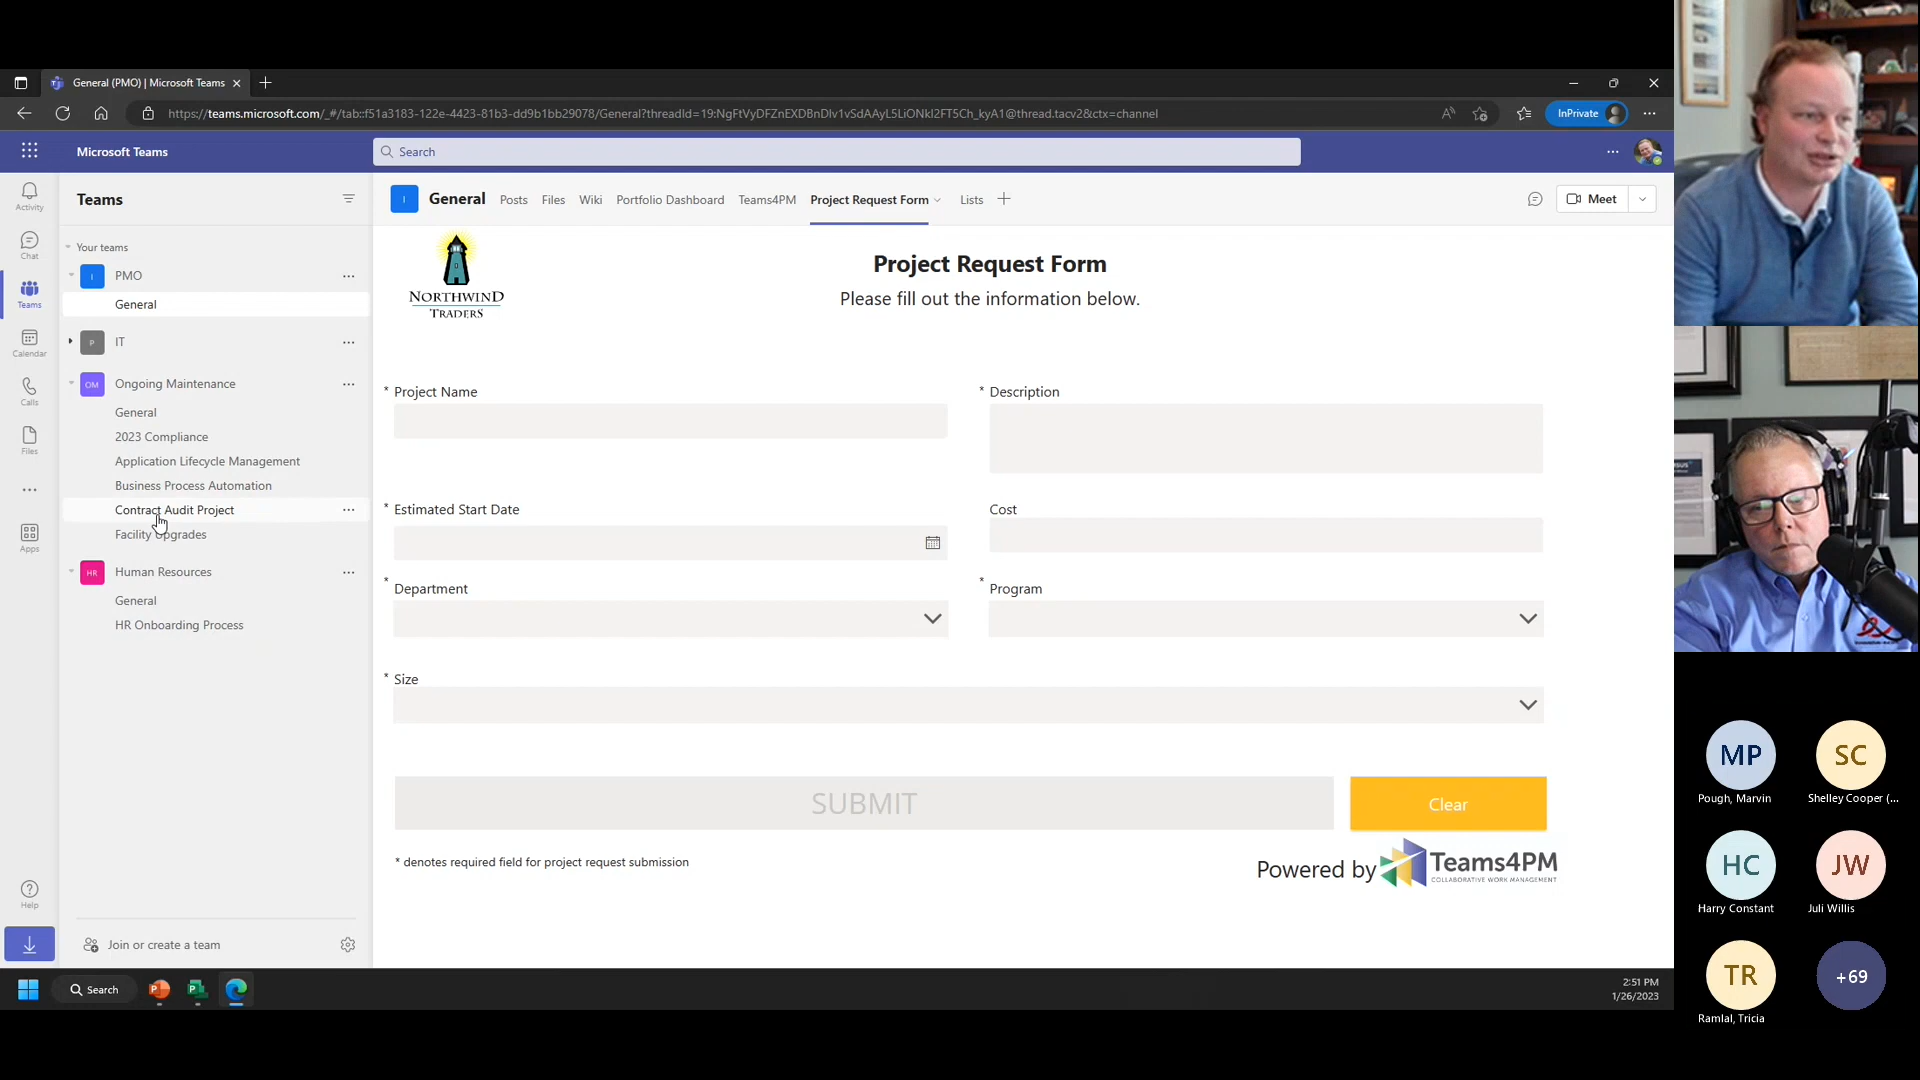 General (PMO) | Microsoft Teams
https://teams.microsoft.com/_#/tab::f51a3183-122e-4423-81b3-dd9b1bb29078/General?threadId=19:NgFtVyDFZnEXDBnDlv1vSdAAyL5LiONkI2FT5Ch_kyA1@thread.tacv2&ctx=channel
InPrivate
Microsoft Teams
Search
Activity
Chat
Teams
Calendar
Calls
Files
Apps
Help
Teams
Your teams
I
PMO
General
P
IT
OM
Ongoing Maintenance
General
2023 Compliance
Application Lifecycle Management
Business Process Automation
Contract Audit Project
Facility Upgrades
HR
Human Resources
General
HR Onboarding Process
Join or create a team
I
General
Posts
Files
Wiki
Portfolio Dashboard
Teams4PM
Project Request Form
Lists
Meet
NORTHWIND
TRADERS
Project Request Form
Please fill out the information below.
* Project Name
* Description
* Estimated Start Date
Cost
* Department
* Program
* Size
SUBMIT
Clear
* denotes required field for project request submission
Powered by
Teams4PM
COLLABORATIVE WORK MANAGEMENT
Search
2:51 PM
1/26/2023
MP
Pough, Marvin
SC
Shelley Cooper (...
HC
Harry Constant
JW
Juli Willis
TR
Ramlal, Tricia
+69